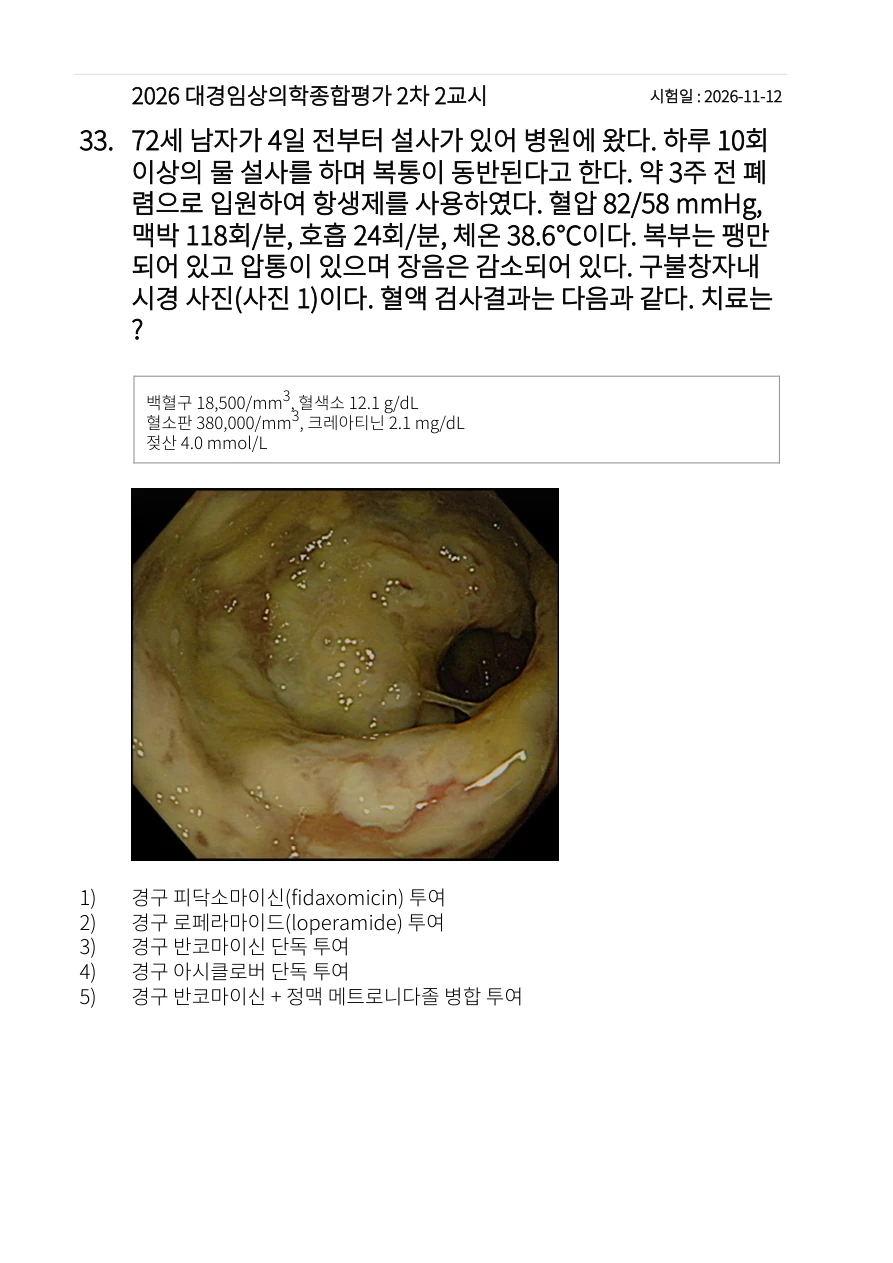 2026 대경임상의학종합평가 2차 2교시
시험일 : 2026-11-12
33. 72세 남자가 4일 전부터 설사가 있어 병원에 왔다. 하루 10회
이상의 물 설사를 하며 복통이 동반된다고 한다. 약 3주 전 폐
렴으로 입원하여 항생제를 사용하였다. 혈압 82/58 mmHg,
맥박 118회/분, 호흡 24회/분, 체온 38.6°C이다. 복부는 팽만
되어 있고 압통이 있으며 장음은 감소되어 있다. 구불창자내
시경 사진(사진 1)이다. 혈액 검사결과는 다음과 같다. 치료는
?
백혈구 18,500/mm³, 혈색소 12.1 g/dL
혈소판 380,000/mm³, 크레아티닌 2.1 mg/dL
젖산 4.0 mmol/L
1) 경구 피닥소마이신(fidaxomicin) 투여
2) 경구 로페라마이드(loperamide) 투여
3) 경구 반코마이신 단독 투여
4) 경구 아시클로버 단독 투여
5) 경구 반코마이신 + 정맥 메트로니다졸 병합 투여